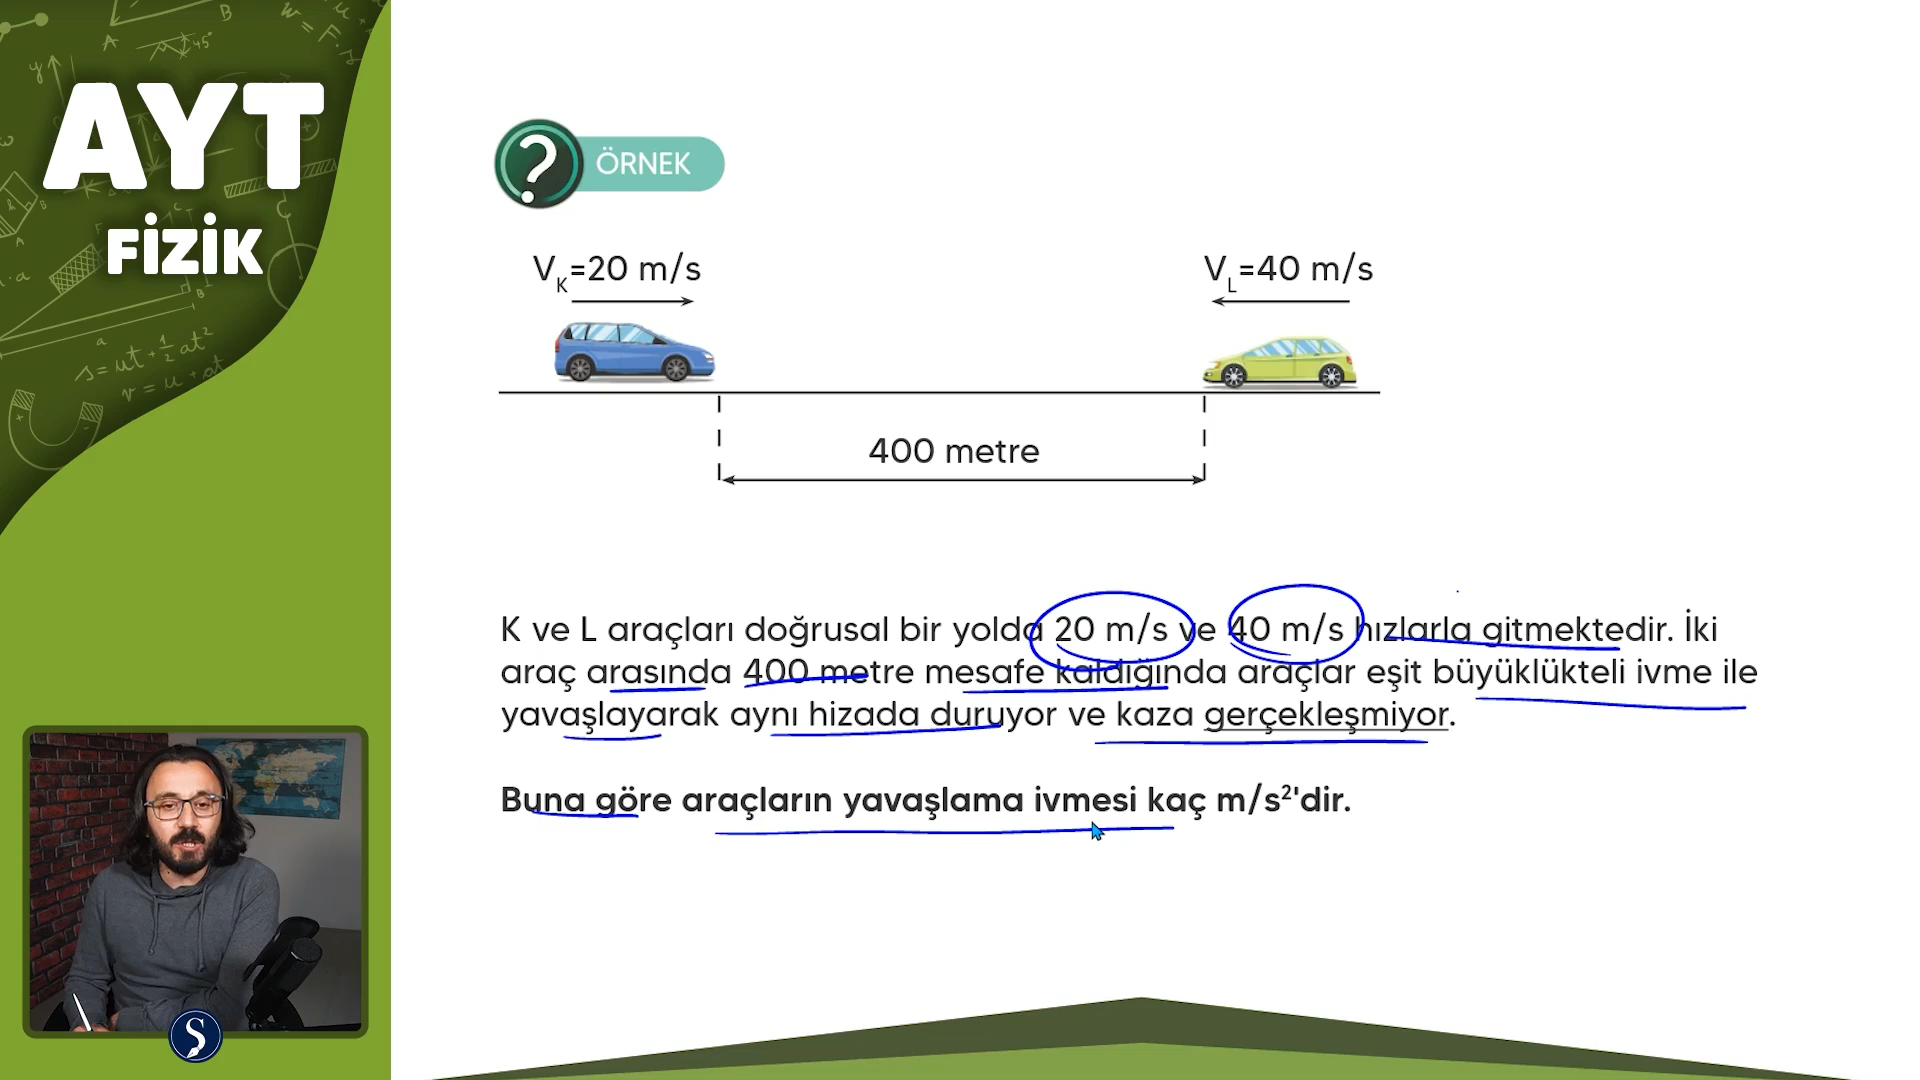 AYT
FİZİK
ÖRNEK
V_K=20 m/s
V_L=40 m/s
400 metre
K ve L araçları doğrusal bir yolda 20 m/s ve 40 m/s hızlarla gitmektedir. İki
araç arasında 400 metre mesafe kaldığında araçlar eşit büyüklükteli ivme ile
yavaşlayarak aynı hizada duruyor ve kaza gerçekleşmiyor.
Buna göre araçların yavaşlama ivmesi kaç m/s²'dir.